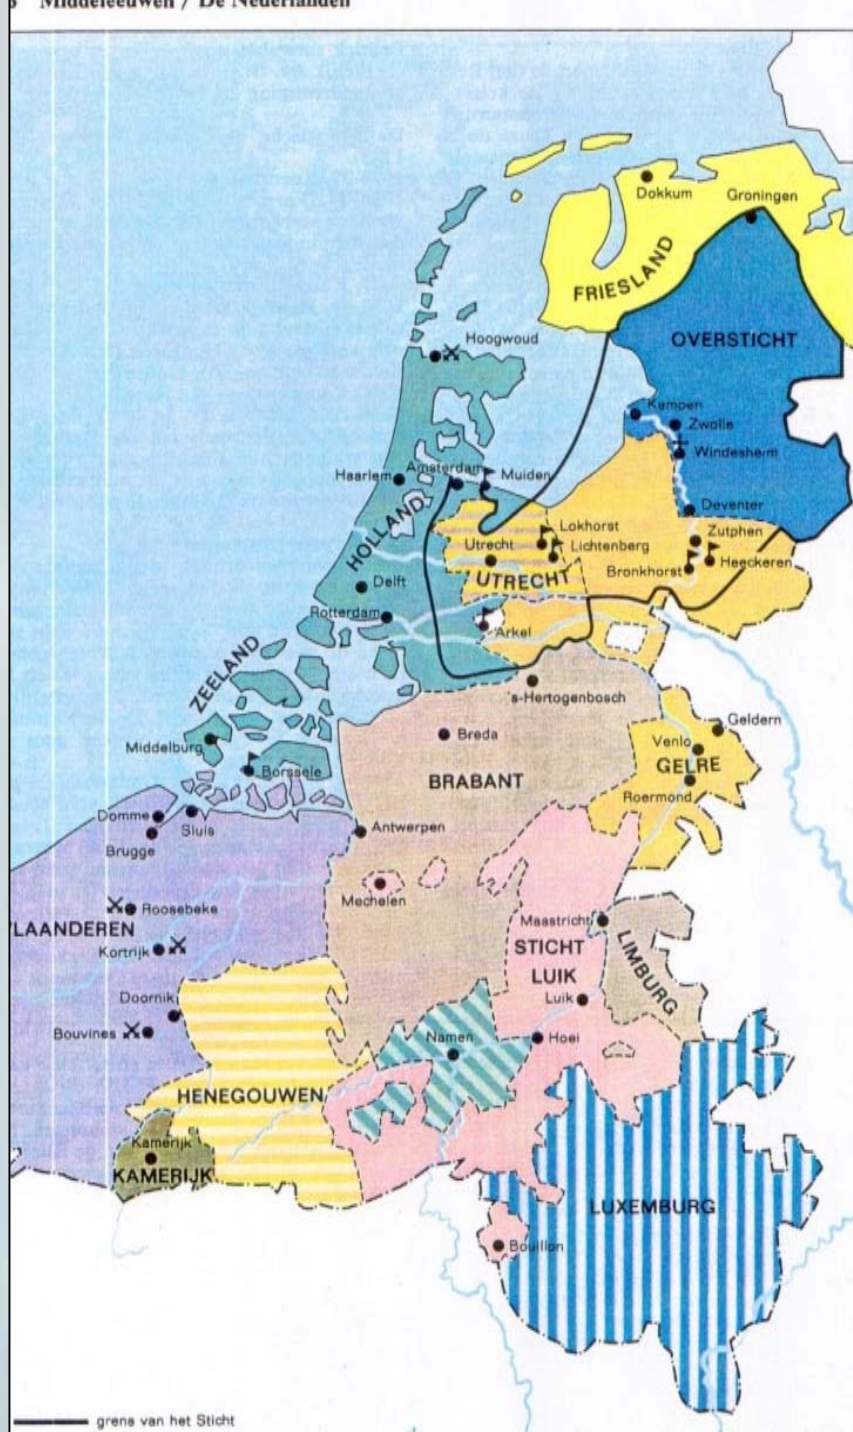 Middeleeuwen / De Nederlanden
Dokkum
Groningen
FRIESLAND
OVERSTICHT
Hoogwoud
Kampen
Zwolle
Windesheim
Haarlem
Amsterdam
Muiden
HOLLAND
Deventer
Lokhorst
Zutphen
Utrecht
Lichtenberg
Bronkhorst
Heeckeren
UTRECHT
Delft
Rotterdam
Arkel
ZEELAND
's-Hertogenbosch
Geldern
Middelburg
Breda
Venlo
Borssele
BRABANT
GELRE
Roermond
Domme
Sluis
Antwerpen
Brugge
Mechelen
Roosebeke
Maastricht
VLAANDEREN
Kortrijk
STICHT
LUIK
LIMBURG
Doornik
Luik
Bouvines
Namen
Hoei
HENEGOUWEN
Kamerijk
KAMERIJK
LUXEMBURG
Bouillon
grens van het Sticht